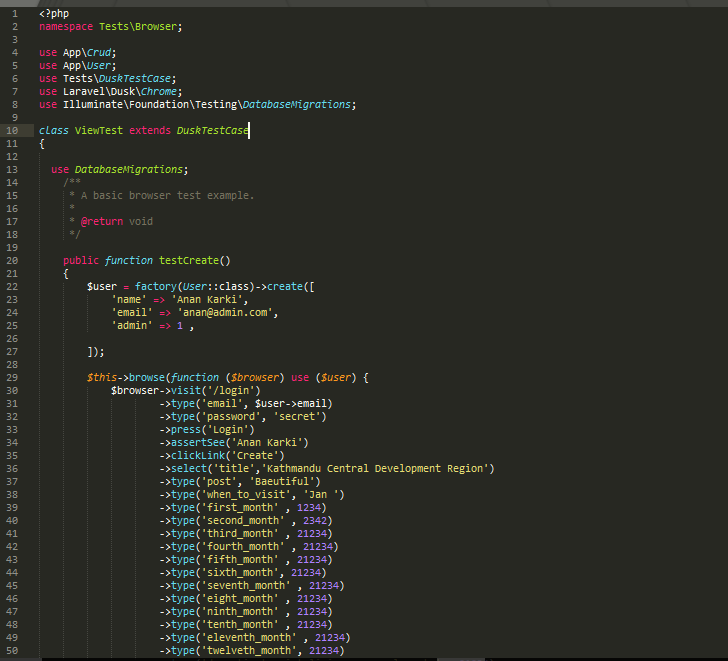 1 <?php
2 namespace Tests\Browser;
3
4 use App\Crud;
5 use App\User;
6 use Tests\DuskTestCase;
7 use Laravel\Dusk\Chrome;
8 use Illuminate\Foundation\Testing\DatabaseMigrations;
9
10 class ViewTest extends DuskTestCase
11 {
12
13 use DatabaseMigrations;
14 /**
15 * A basic browser test example.
16 *
17 * @return void
18 */
19
20 public function testCreate()
21 {
22 $user = factory(User::class)->create([
23 'name' => 'Anan Karki',
24 'email' => 'anan@admin.com',
25 'admin' => 1 ,
26
27 ]);
28
29 $this->browse(function ($browser) use ($user) {
30 $browser->visit('/login')
31 ->type('email', $user->email)
32 ->type('password', 'secret')
33 ->press('Login')
34 ->assertSee('Anan Karki')
35 ->clickLink('Create')
36 ->select('title','Kathmandu Central Development Region')
37 ->type('post', 'Baeutiful')
38 ->type('when_to_visit', 'Jan ')
39 ->type('first_month' , 1234)
40 ->type('second_month' , 2342)
41 ->type('third_month' , 21234)
42 ->type('fourth_month' , 21234)
43 ->type('fifth_month' , 21234)
44 ->type('sixth_month', 21234)
45 ->type('seventh_month' , 21234)
46 ->type('eight_month' , 21234)
47 ->type('ninth_month' , 21234)
48 ->type('tenth_month' , 21234)
49 ->type('eleventh_month' , 21234)
50 ->type('twelveth_month', 21234)